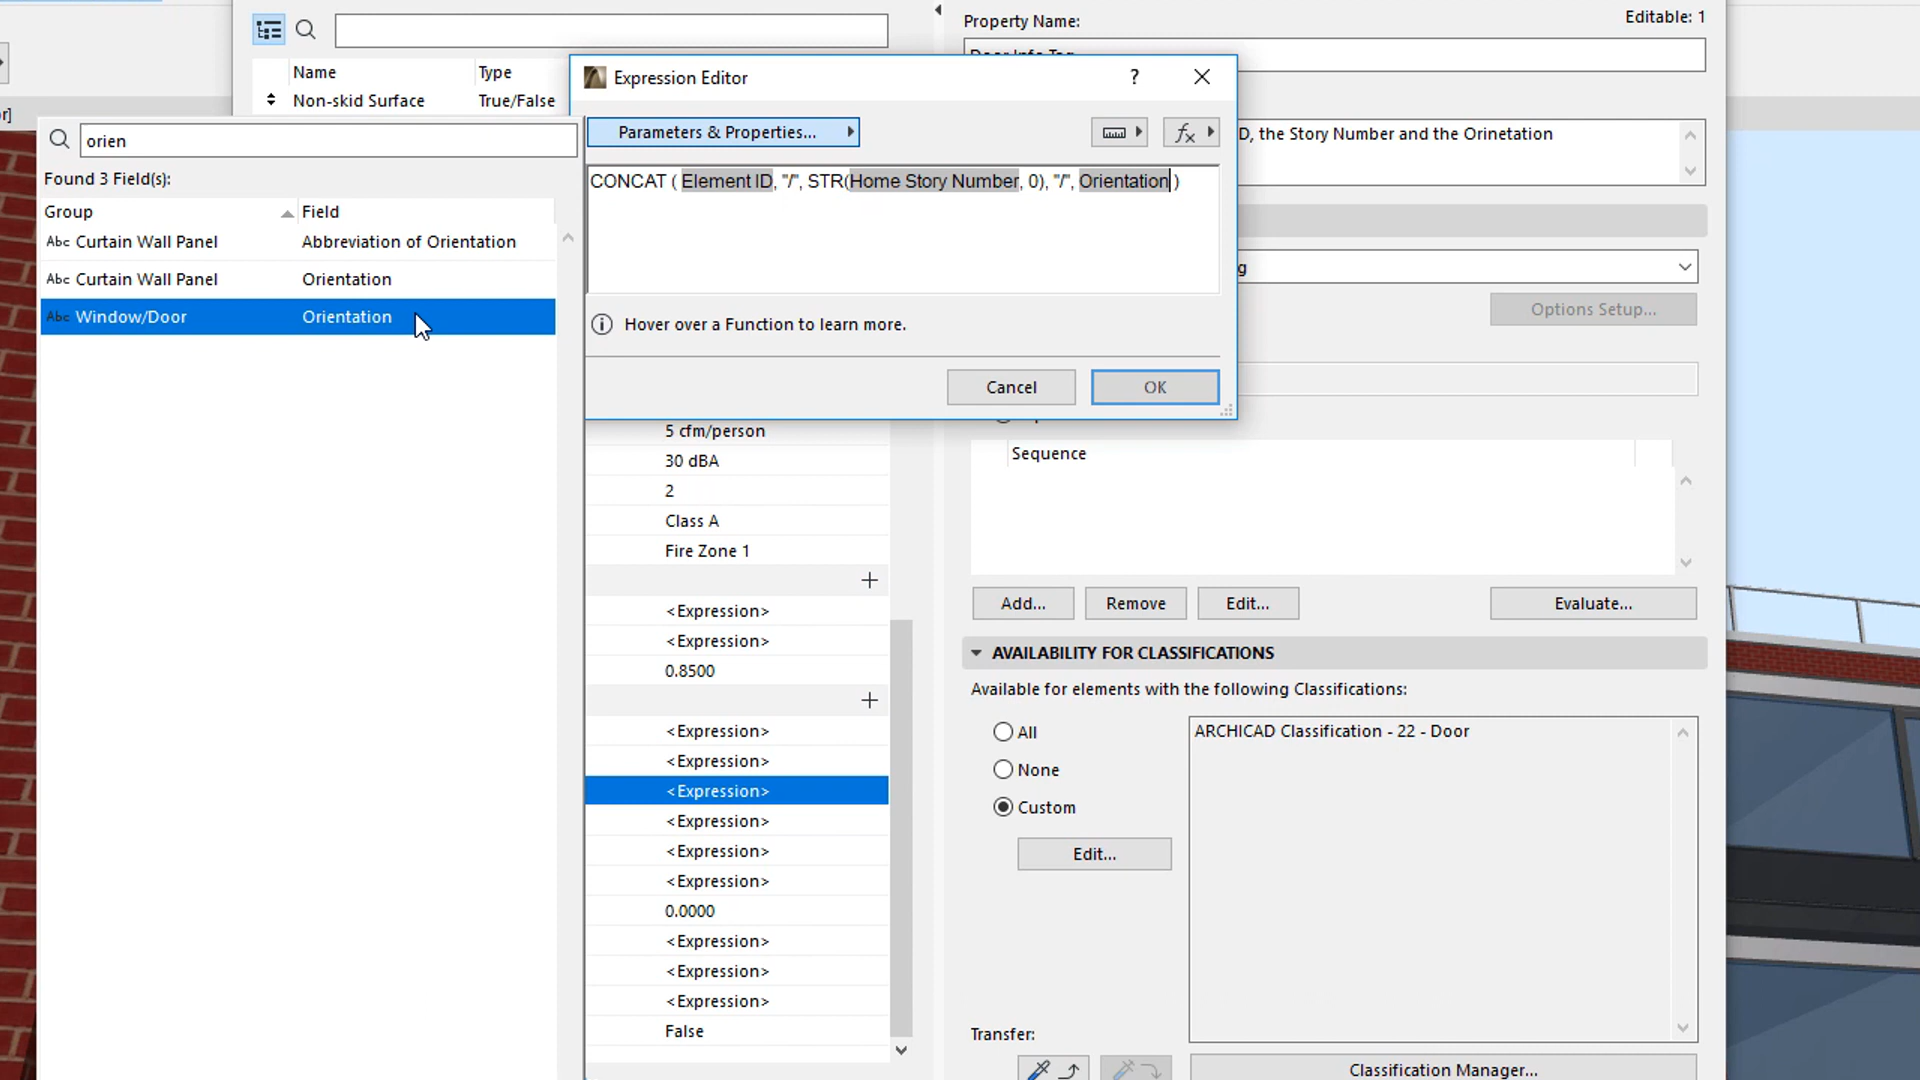 Property Name:
Editable: 1
Name
Type
Non-skid Surface
True/False
Expression Editor
?
or]
orien
Parameters & Properties...
fx
D, the Story Number and the Orinetation
Found 3 Field(s):
CONCAT ( Element ID, "/", STR(Home Story Number, 0), "/", Orientation )
Group
Field
Abc Curtain Wall Panel
Abbreviation of Orientation
Abc Curtain Wall Panel
Orientation
g
Abc Window/Door
Orientation
Options Setup...
Hover over a Function to learn more.
Cancel
OK
5 cfm/person
Sequence
30 dBA
2
Class A
Fire Zone 1
<Expression>
Add...
Remove
Edit...
Evaluate...
<Expression>
AVAILABILITY FOR CLASSIFICATIONS
0.8500
Available for elements with the following Classifications:
<Expression>
All
ARCHICAD Classification - 22 - Door
<Expression>
None
<Expression>
Custom
<Expression>
<Expression>
Edit...
<Expression>
0.0000
<Expression>
<Expression>
<Expression>
False
Transfer:
Classification Manager...